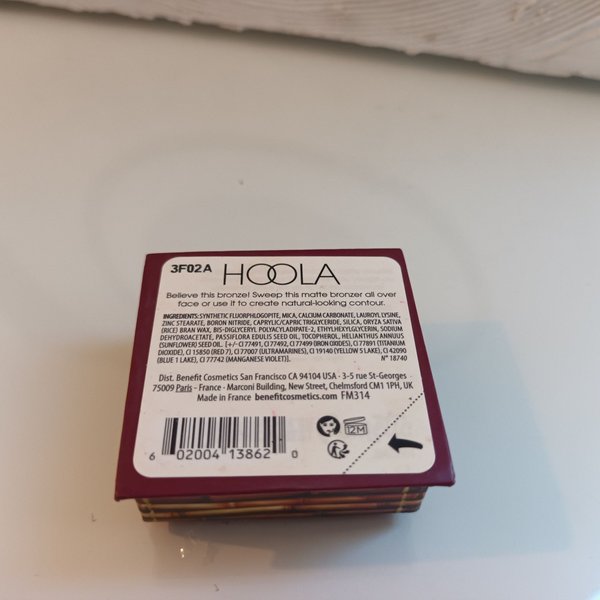 3F02A HOOLA
Believe this bronze! Sweep this matte bronzer all over
face or use it to create natural-looking contour.
INGREDIENTS: SYNTHETIC FLUORPHLOGOPITE, MICA, CALCIUM CARBONATE, LAUROYL LYSINE,
ZINC STEARATE, BORON NITRIDE, CAPRYLIC/CAPRIC TRIGLYCERIDE, SILICA, ORYZA SATIVA
(RICE) BRAN WAX, BIS-DIGLYCERYL POLYACYLADIPATE-2, ETHYLHEXYLGLYCERIN, SODIUM
DEHYDROACETATE, PASSIFLORA EDULIS SEED OIL, TOCOPHEROL, HELIANTHUS ANNUUS
(SUNFLOWER) SEED OIL. [+/- CI 77491, CI 77492, CI 77499 (IRON OXIDES), CI 77891 (TITANIUM
DIOXIDE), CI 15850 (RED 7), CI 77007 (ULTRAMARINES), CI 19140 (YELLOW 5 LAKE), CI 42090
(BLUE 1 LAKE), CI 77742 (MANGANESE VIOLET)]. N° 18740
Dist. Benefit Cosmetics San Francisco CA 94104 USA · 3-5 rue St-Georges
75009 Paris - France · Marconi Building, New Street, Chelmsford CM1 1PH, UK
Made in France benefitcosmetics.com FM314
12M
6 02004 13862 0